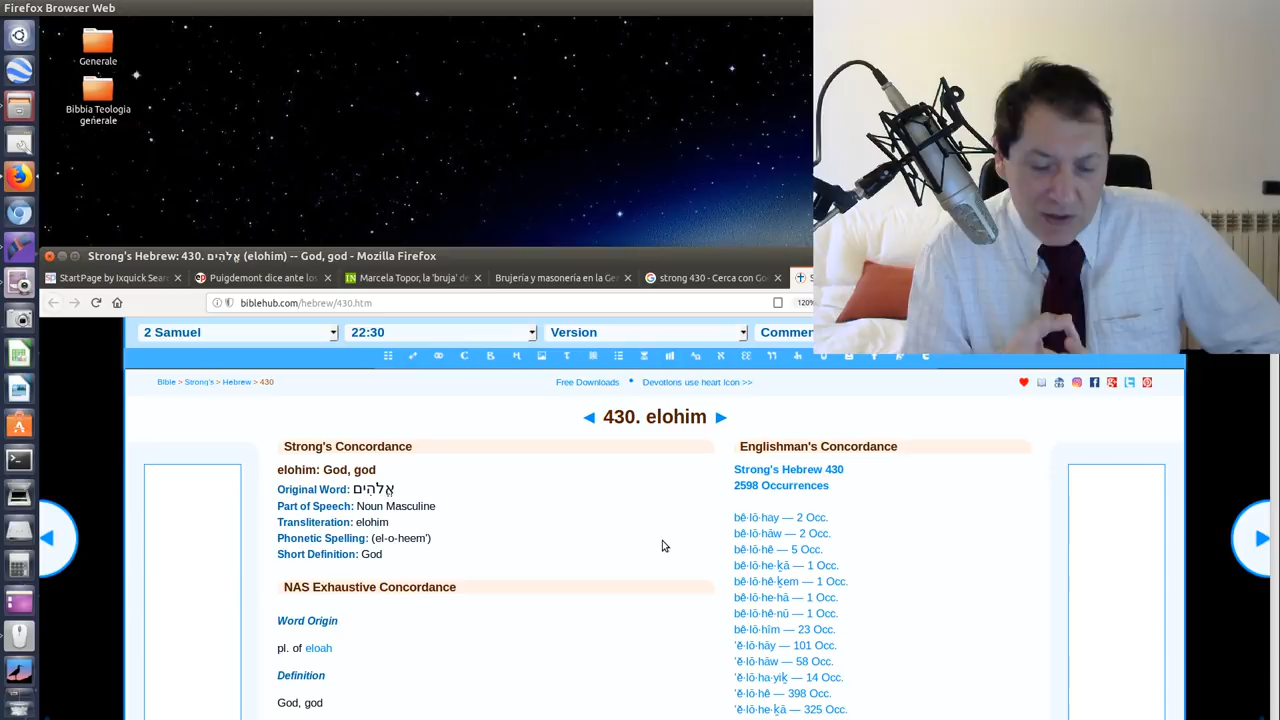 Firefox Browser Web
Generale
Bibbia Teologia
generale
Strong's Hebrew: 430. אֱלֹהִים (elohim) -- God, god - Mozilla Firefox
StartPage by Ixquick Sear
Puigdemont dice ante los
Marcela Topor, la 'bruja' de
Brujería y masonería en la Ge
strong 430 - Cerca con Go
biblehub.com/hebrew/430.htm
120%
2 Samuel
22:30
Version
Commen
Bible > Strong's > Hebrew > 430
Free Downloads • Devotions use heart icon >>
◄ 430. elohim ►
Strong's Concordance
elohim: God, god
Original Word: אֱלֹהִים
Part of Speech: Noun Masculine
Transliteration: elohim
Phonetic Spelling: (el-o-heem')
Short Definition: God
NAS Exhaustive Concordance
Word Origin
pl. of eloah
Definition
God, god
Englishman's Concordance
Strong's Hebrew 430
2598 Occurrences
bê·lō·hay — 2 Occ.
bê·lō·hāw — 2 Occ.
bê·lō·hê — 5 Occ.
bê·lō·he·ḵā — 1 Occ.
bê·lō·hê·ḵem — 1 Occ.
bê·lō·he·hā — 1 Occ.
bê·lō·hê·nū — 1 Occ.
bê·lō·hîm — 23 Occ.
'ĕ·lō·hāy — 101 Occ.
'ĕ·lō·hāw — 58 Occ.
'ĕ·lō·ha·yiḵ — 14 Occ.
'ĕ·lō·hê — 398 Occ.
'ĕ·lō·he·ḵā — 325 Occ.